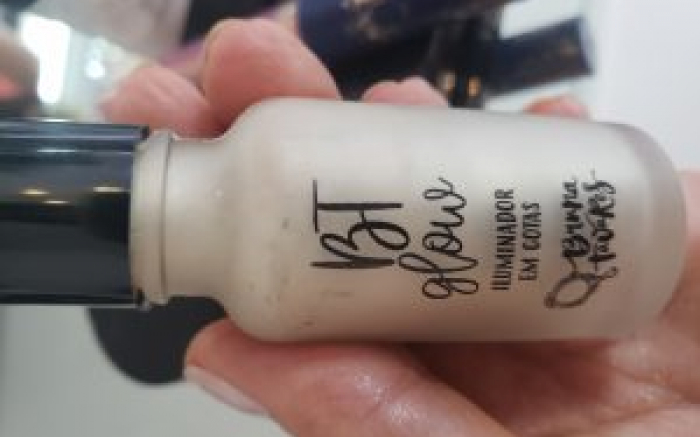 BT
glow
ILUMINADOR
EM GOTAS
Bruna
tavares